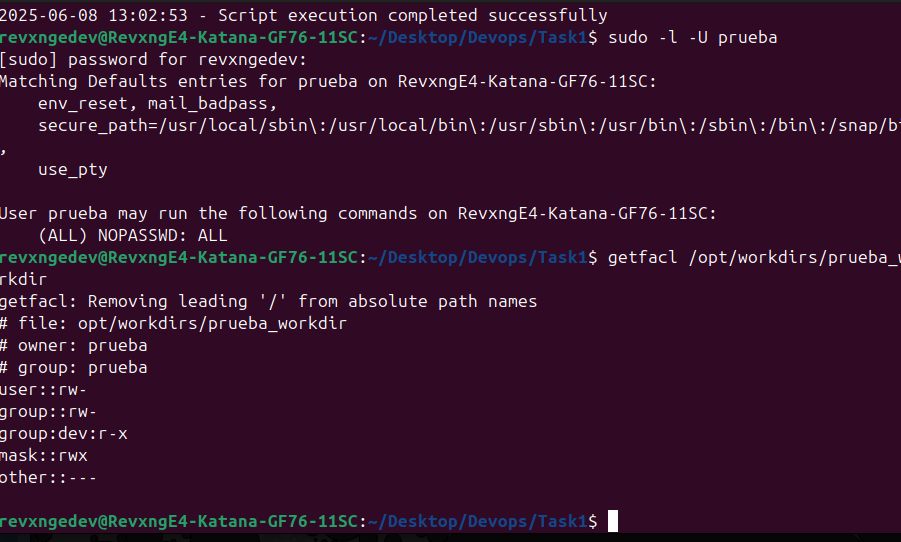 2025-06-08 13:02:53 - Script execution completed successfully
revxngedev@RevxngE4-Katana-GF76-11SC:~/Desktop/Devops/Task1$ sudo -l -U prueba
[sudo] password for revxngedev:
Matching Defaults entries for prueba on RevxngE4-Katana-GF76-11SC:
    env_reset, mail_badpass,
    secure_path=/usr/local/sbin\:/usr/local/bin\:/usr/sbin\:/usr/bin\:/sbin\:/bin\:/snap/bi
,
    use_pty

User prueba may run the following commands on RevxngE4-Katana-GF76-11SC:
    (ALL) NOPASSWD: ALL
revxngedev@RevxngE4-Katana-GF76-11SC:~/Desktop/Devops/Task1$ getfacl /opt/workdirs/prueba_w
rkdir
getfacl: Removing leading '/' from absolute path names
# file: opt/workdirs/prueba_workdir
# owner: prueba
# group: prueba
user::rw-
group::rw-
group:dev:r-x
mask::rwx
other::---

revxngedev@RevxngE4-Katana-GF76-11SC:~/Desktop/Devops/Task1$